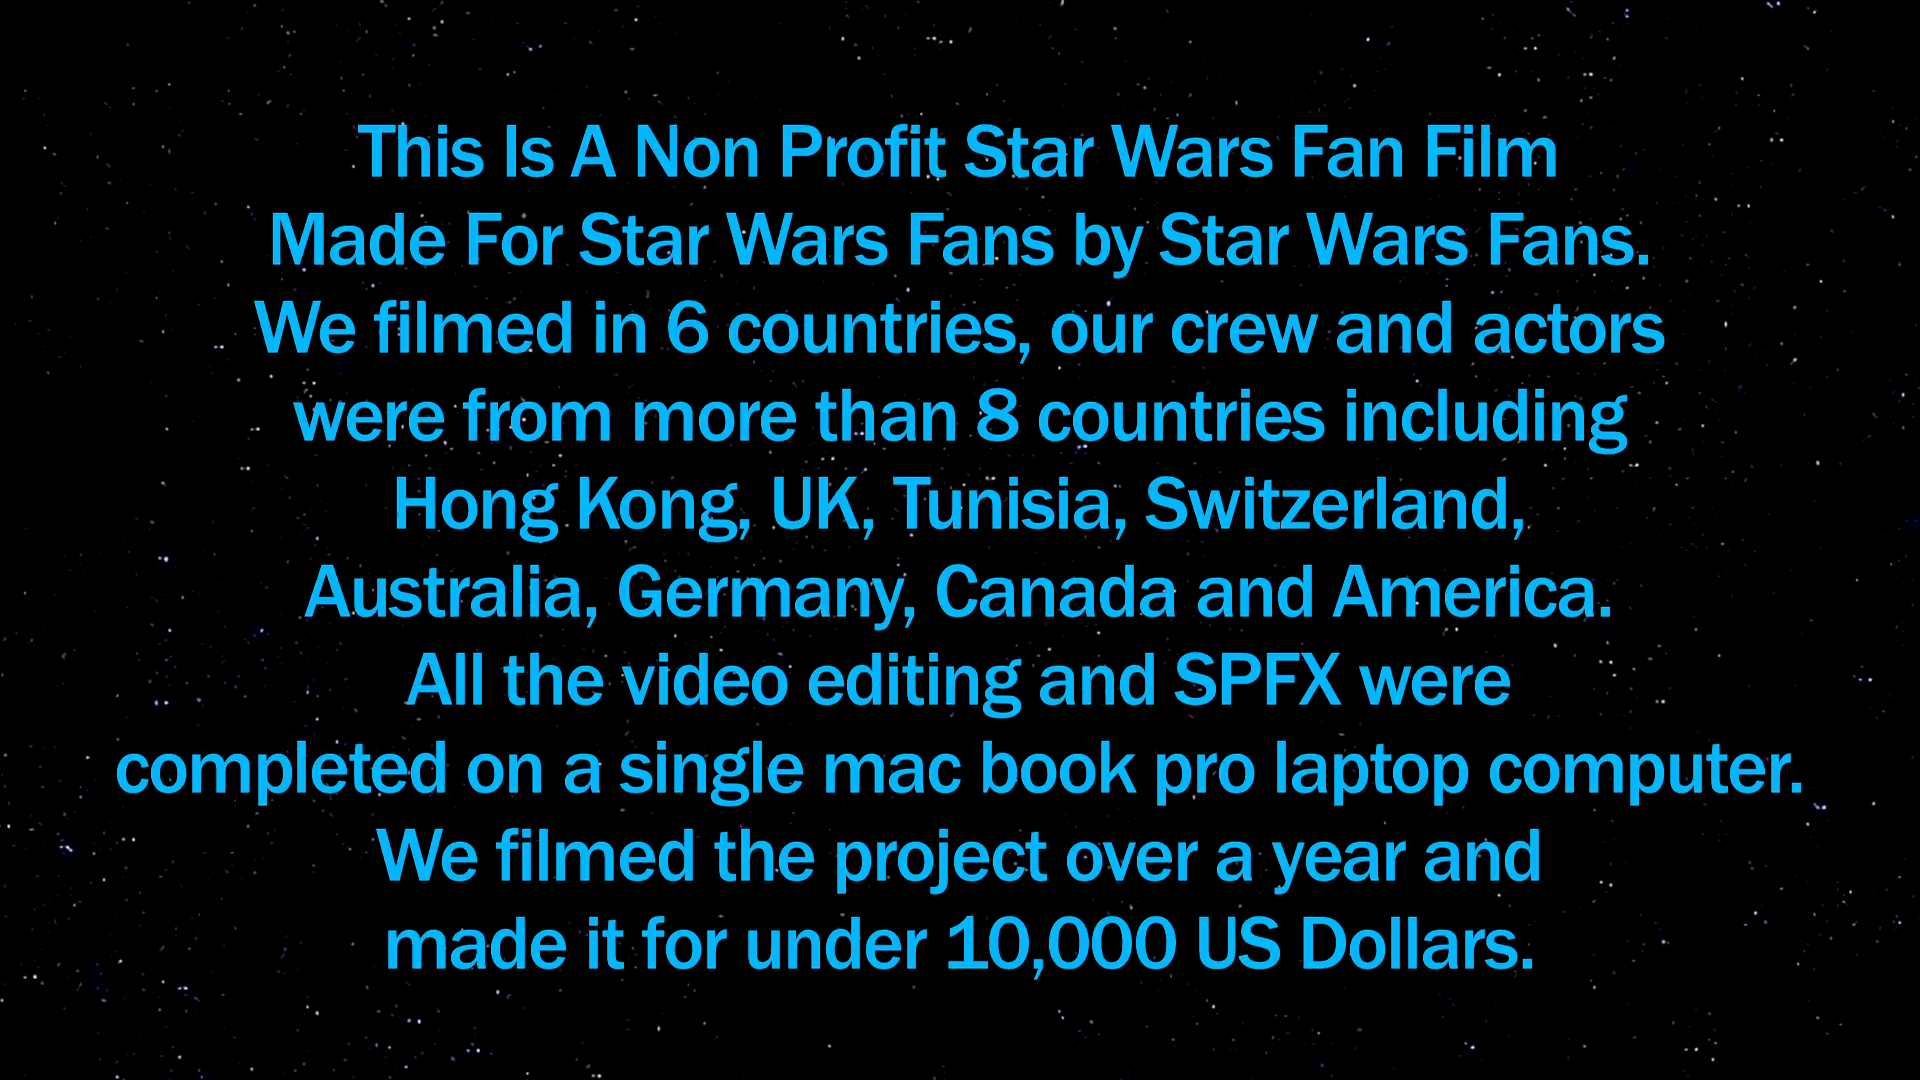 This Is A Non Profit Star Wars Fan Film
Made For Star Wars Fans by Star Wars Fans.
We filmed in 6 countries, our crew and actors
were from more than 8 countries including
Hong Kong, UK, Tunisia, Switzerland,
Australia, Germany, Canada and America.
All the video editing and SPFX were
completed on a single mac book pro laptop computer.
We filmed the project over a year and
made it for under 10,000 US Dollars.